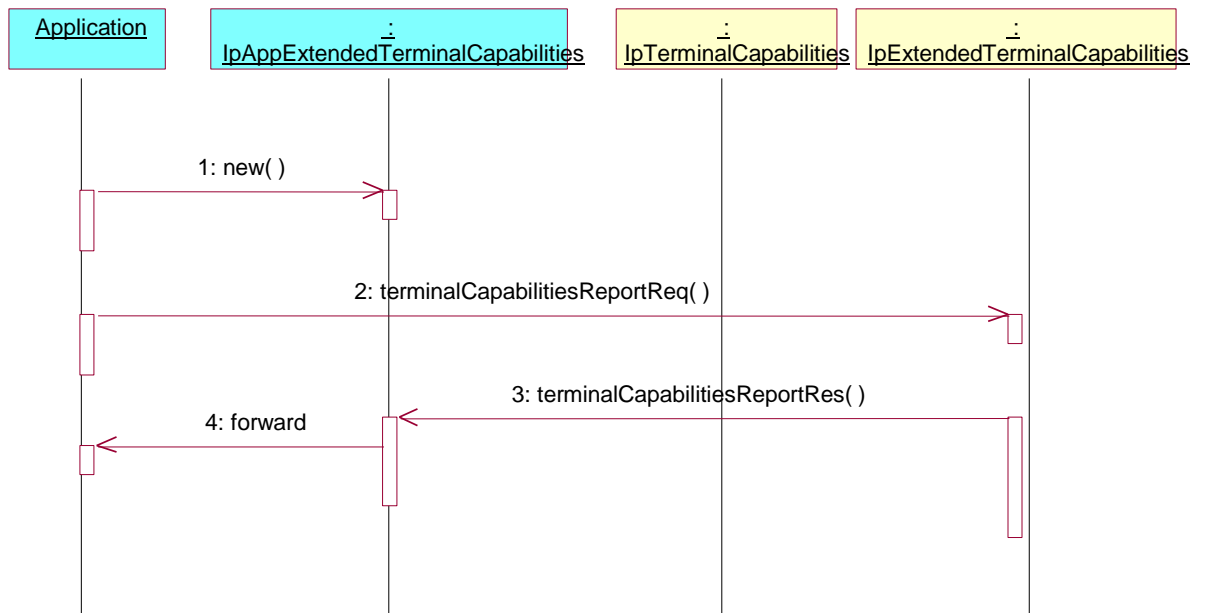 Application
:
IpAppExtendedTerminalCapabilities
:
IpTerminalCapabilities
:
IpExtendedTerminalCapabilities
1: new( )
2: terminalCapabilitiesReportReq( )
3: terminalCapabilitiesReportRes( )
4: forward